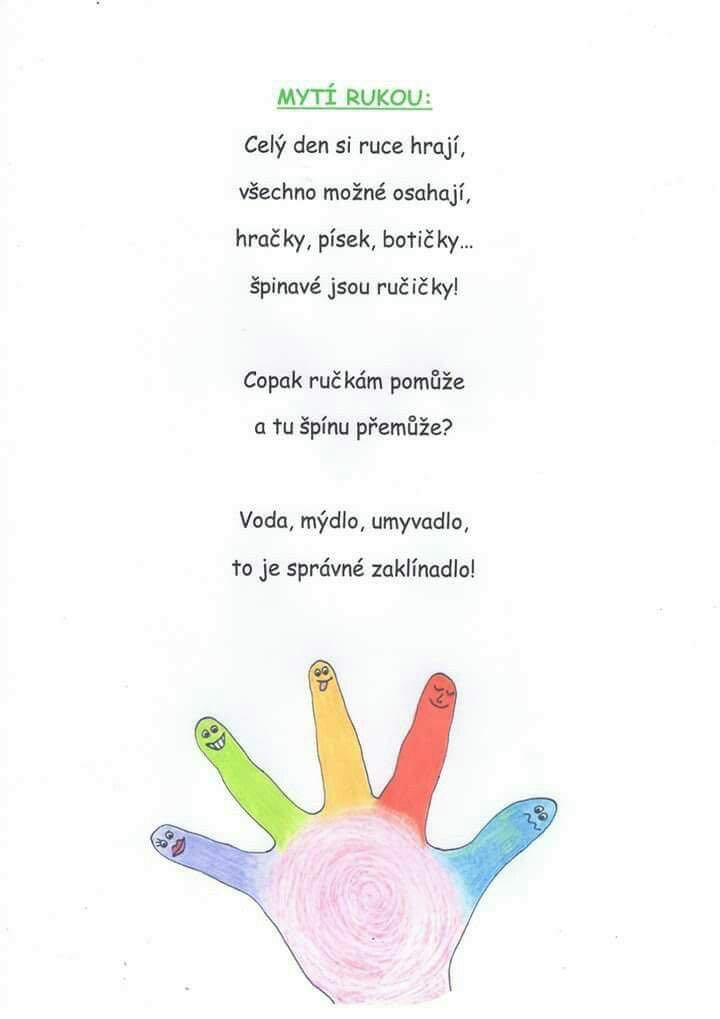 MYTÍ RUKOU:
Celý den si ruce hrají,
všechno možné osahají,
hračky, písek, botičky...
špinavé jsou ručičky!
Copak ručkám pomůže
a tu špínu přemůže?
Voda, mýdlo, umyvadlo,
to je správné zaklínadlo!